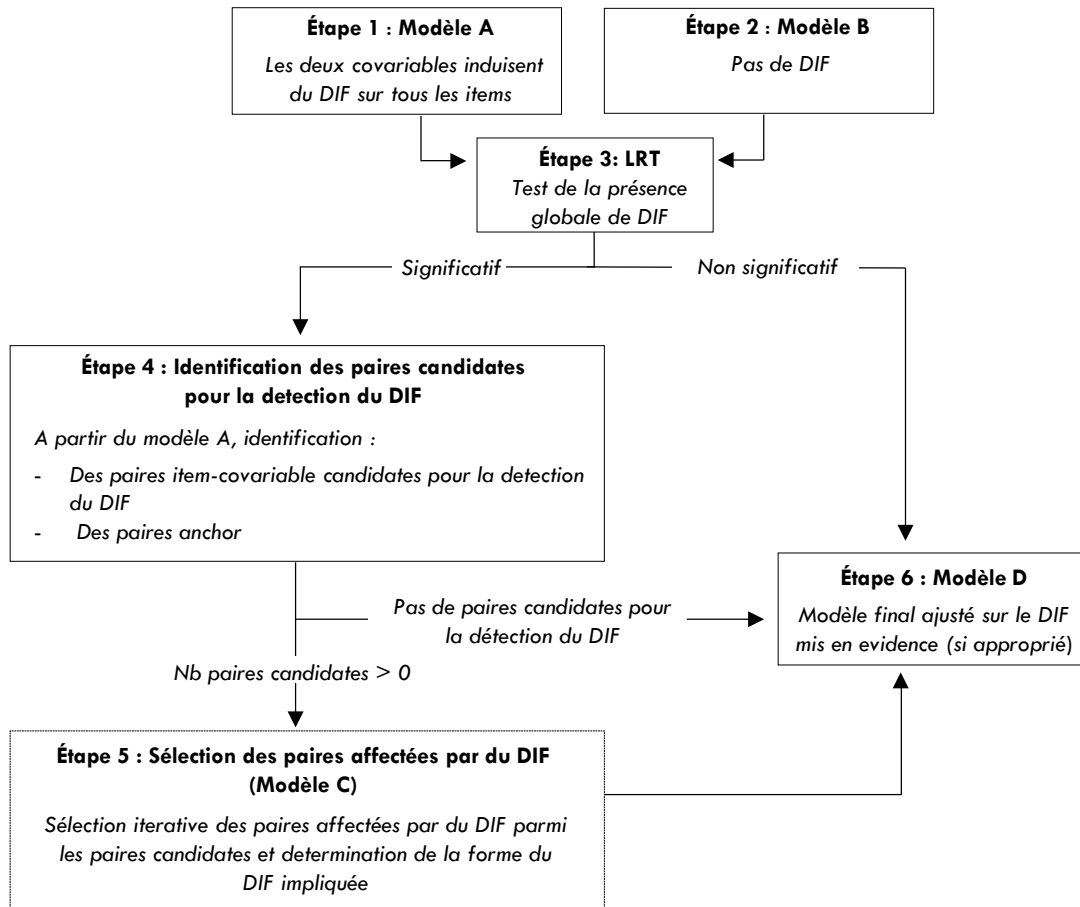 Étape 1 : Modèle A
Les deux covariables induisent
du DIF sur tous les items
Étape 2 : Modèle B
Pas de DIF
Étape 3: LRT
Test de la présence
globale de DIF
Significatif
Non significatif
Étape 4 : Identification des paires candidates
pour la detection du DIF
A partir du modèle A, identification :
- Des paires item-covariable candidates pour la detection
du DIF
- Des paires anchor
Pas de paires candidates pour
la détection du DIF
Nb paires candidates > 0
Étape 6 : Modèle D
Modèle final ajusté sur le DIF
mis en evidence (si approprié)
Étape 5 : Sélection des paires affectées par du DIF
(Modèle C)
Sélection iterative des paires affectées par du DIF parmi
les paires candidates et determination de la forme du
DIF impliquée